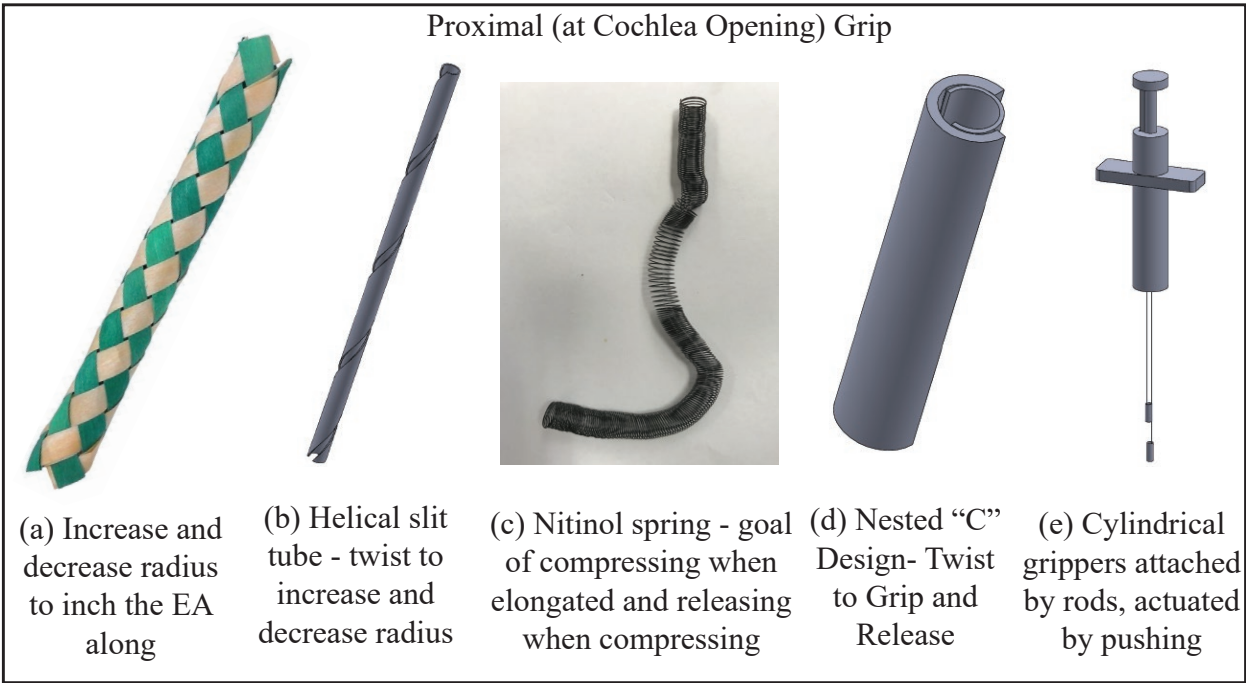 Proximal (at Cochlea Opening) Grip
(a) Increase and
decrease radius
to inch the EA
along
(b) Helical slit
tube - twist to
increase and
decrease radius
(c) Nitinol spring - goal
of compressing when
elongated and releasing
when compressing
(d) Nested “C”
Design- Twist
to Grip and
Release
(e) Cylindrical
grippers attached
by rods, actuated
by pushing